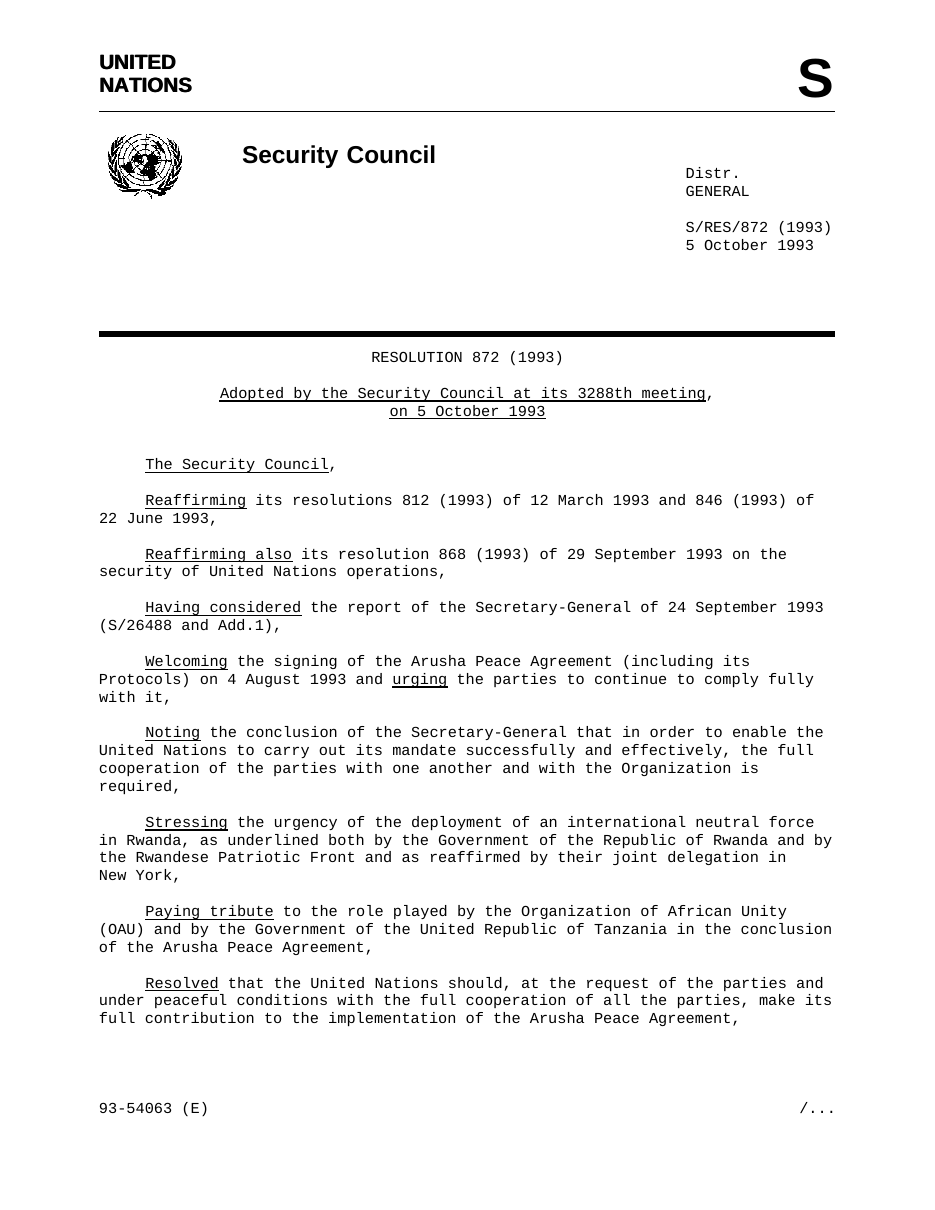 UNITED
NATIONS
S
Security Council
Distr.
GENERAL
S/RES/872 (1993)
5 October 1993
RESOLUTION 872 (1993)
Adopted by the Security Council at its 3288th meeting,
on 5 October 1993
The Security Council,
Reaffirming its resolutions 812 (1993) of 12 March 1993 and 846 (1993) of
22 June 1993,
Reaffirming also its resolution 868 (1993) of 29 September 1993 on the
security of United Nations operations,
Having considered the report of the Secretary-General of 24 September 1993
(S/26488 and Add.1),
Welcoming the signing of the Arusha Peace Agreement (including its
Protocols) on 4 August 1993 and urging the parties to continue to comply fully
with it,
Noting the conclusion of the Secretary-General that in order to enable the
United Nations to carry out its mandate successfully and effectively, the full
cooperation of the parties with one another and with the Organization is
required,
Stressing the urgency of the deployment of an international neutral force
in Rwanda, as underlined both by the Government of the Republic of Rwanda and by
the Rwandese Patriotic Front and as reaffirmed by their joint delegation in
New York,
Paying tribute to the role played by the Organization of African Unity
(OAU) and by the Government of the United Republic of Tanzania in the conclusion
of the Arusha Peace Agreement,
Resolved that the United Nations should, at the request of the parties and
under peaceful conditions with the full cooperation of all the parties, make its
full contribution to the implementation of the Arusha Peace Agreement,
93-54063 (E)
/...